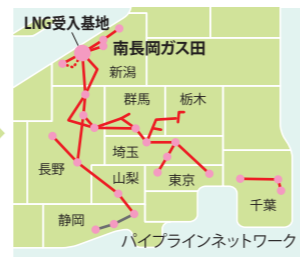 LNG受入基地
南長岡ガス田
新潟
群馬
栃木
埼玉
長野
山梨
東京
静岡
千葉
パイプラインネットワーク